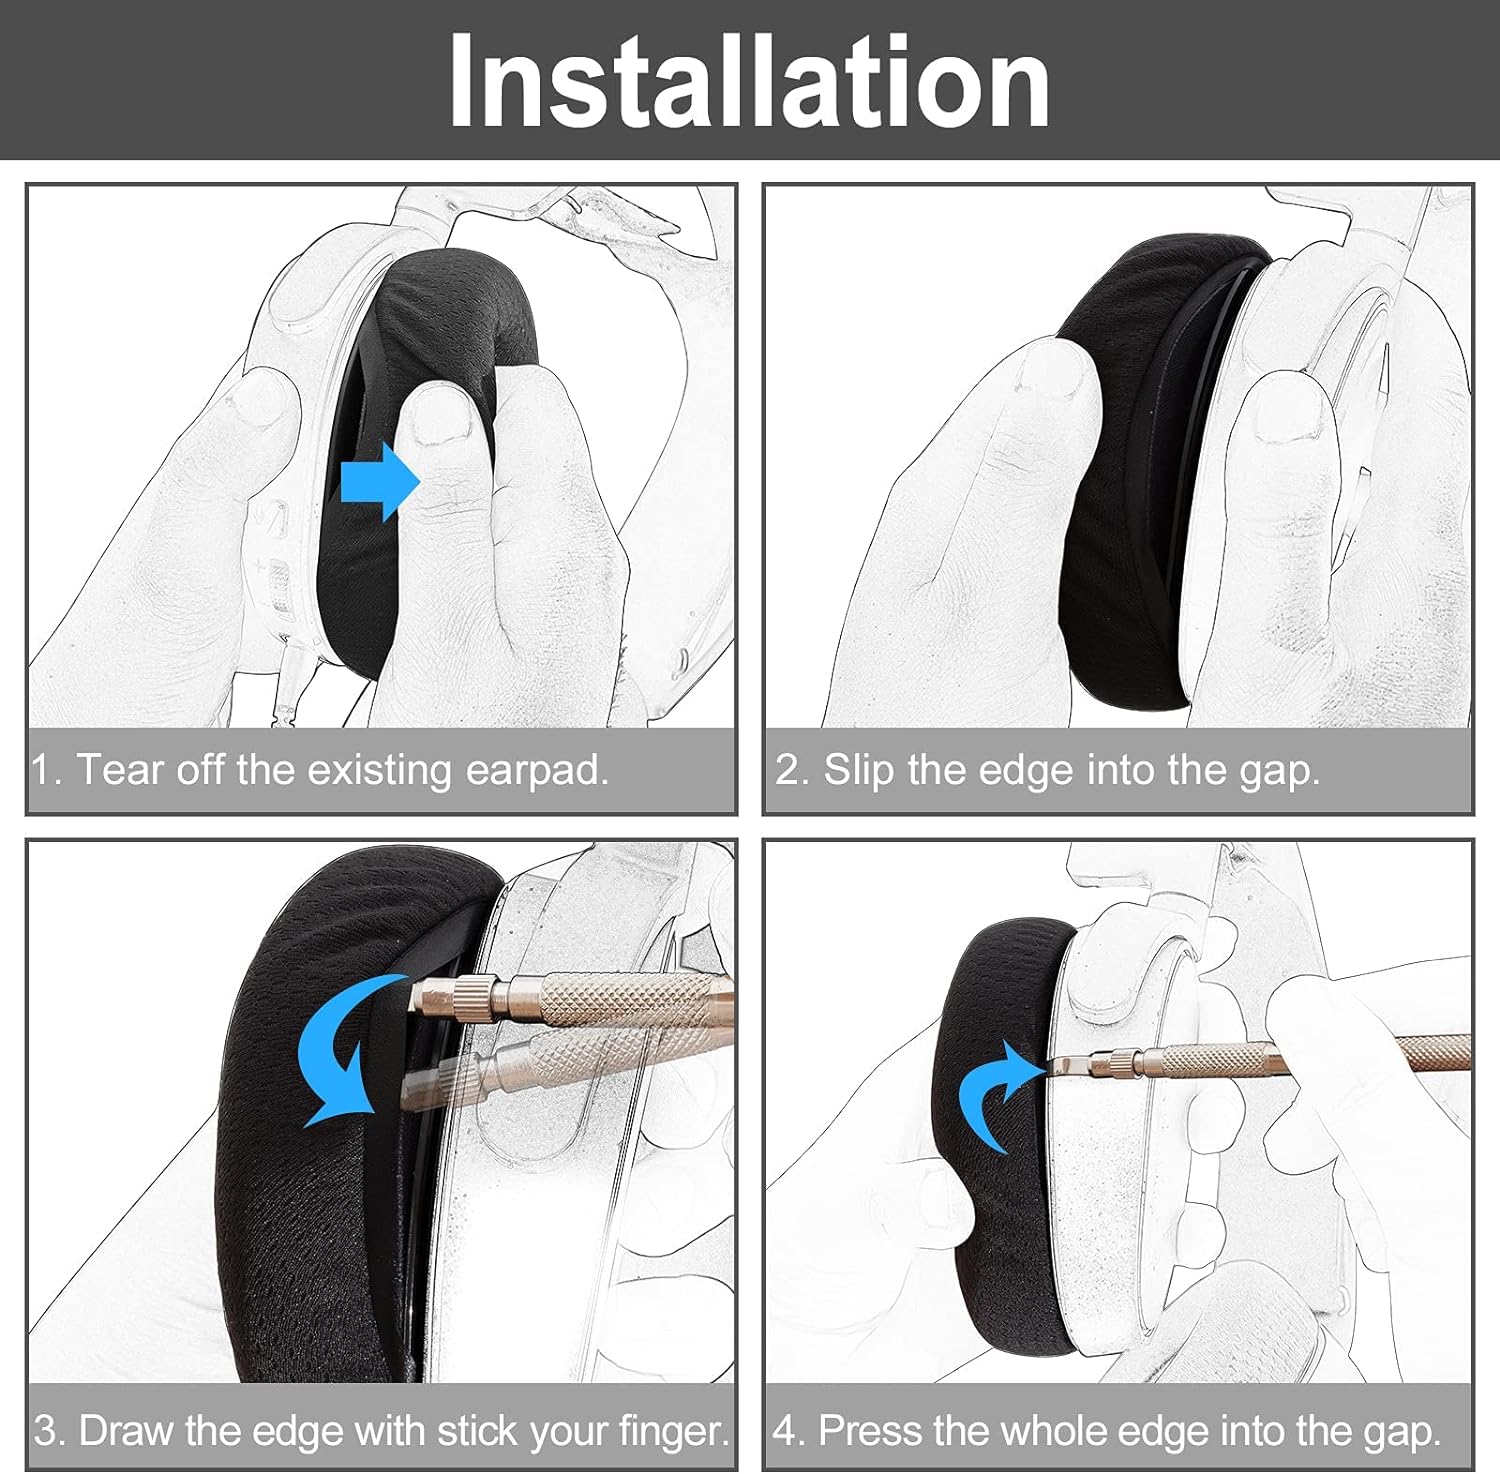 Installation
1. Tear off the existing earpad.
2. Slip the edge into the gap.
3. Draw the edge with stick your finger.
4. Press the whole edge into the gap.